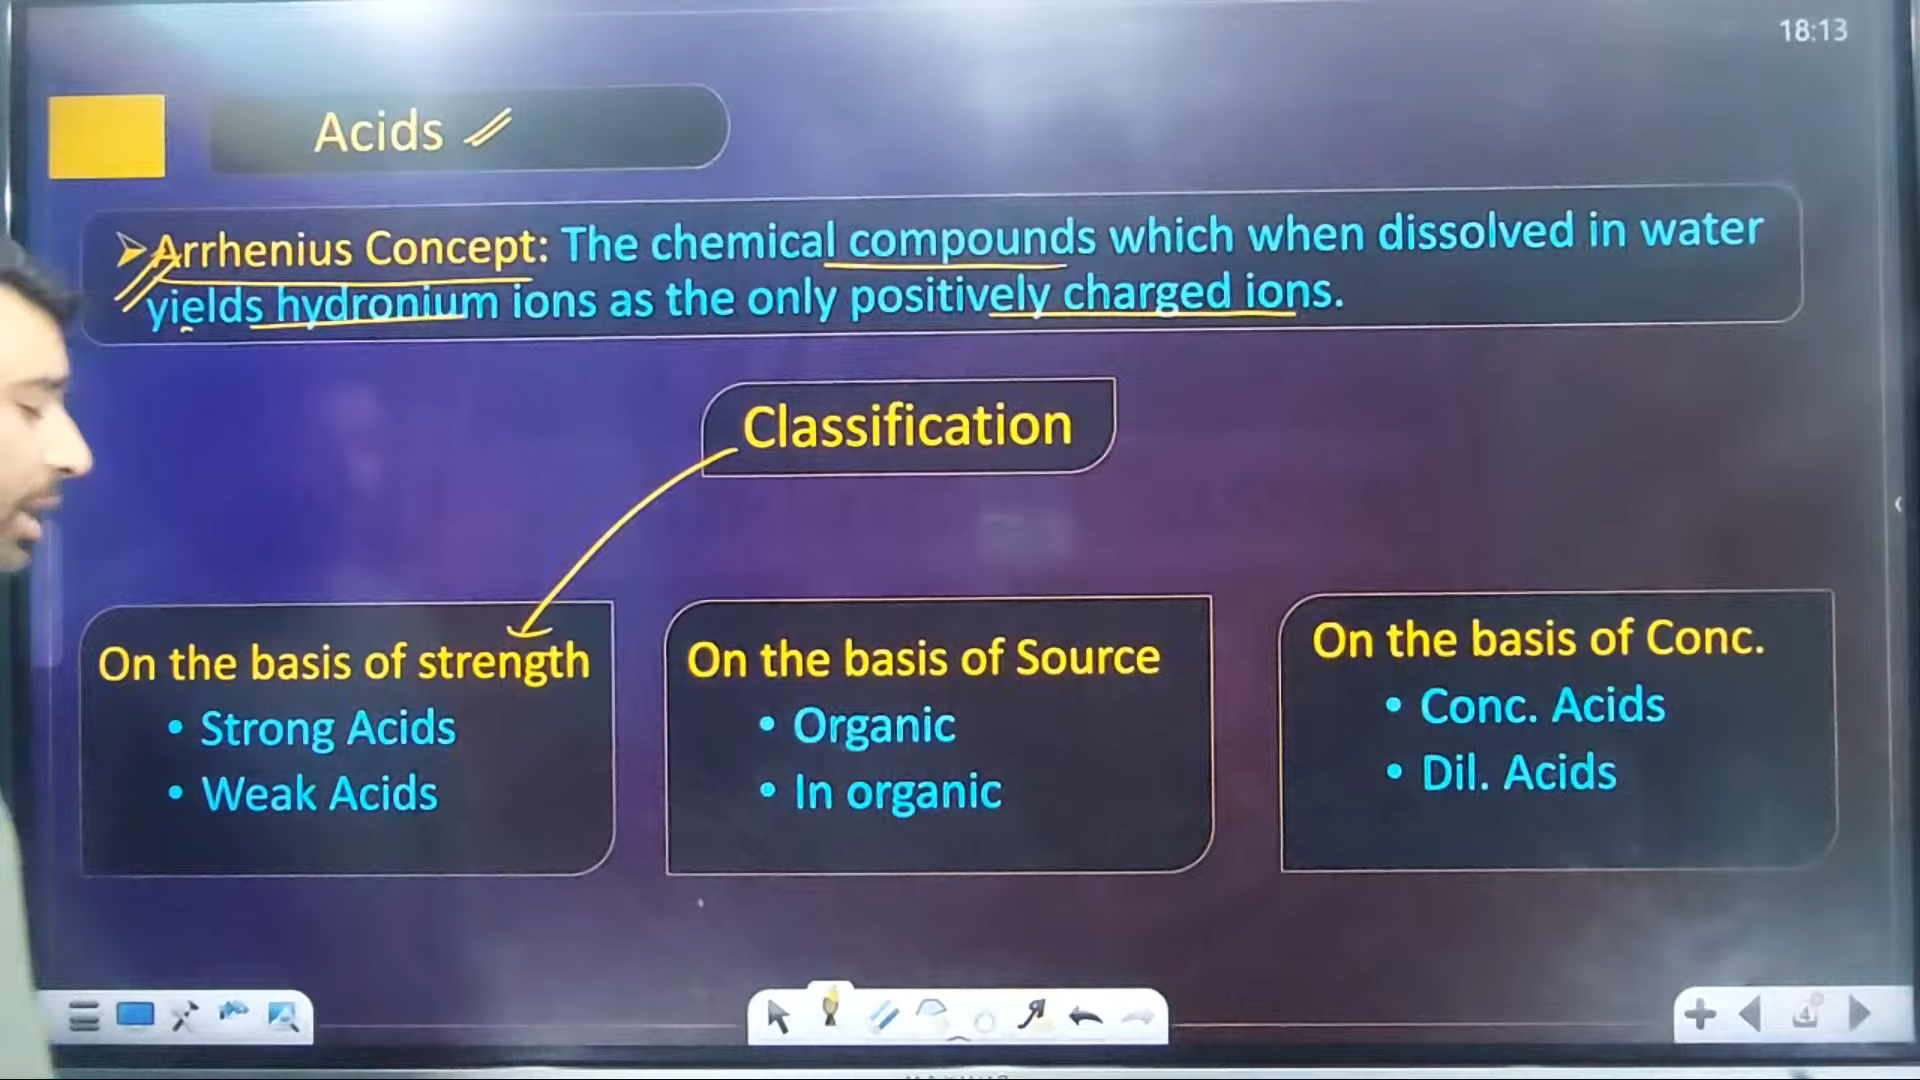 18:13
Acids
Arrhenius Concept: The chemical compounds which when dissolved in water
yields hydronium ions as the only positively charged ions.
Classification
On the basis of strength
• Strong Acids
• Weak Acids
On the basis of Source
• Organic
• In organic
On the basis of Conc.
• Conc. Acids
• Dil. Acids
4